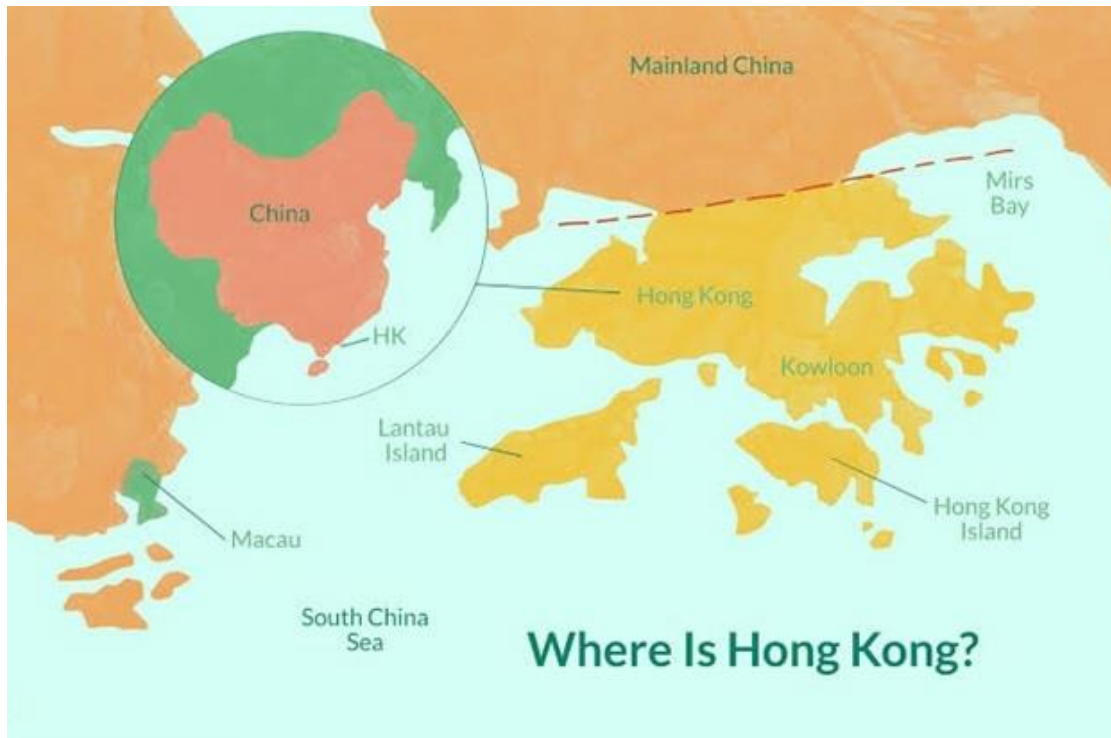 Mainland China
China
Mirs
Bay
Hong Kong
HK
Kowloon
Lantau
Island
Hong Kong
Island
Macau
South China
Sea
Where Is Hong Kong?